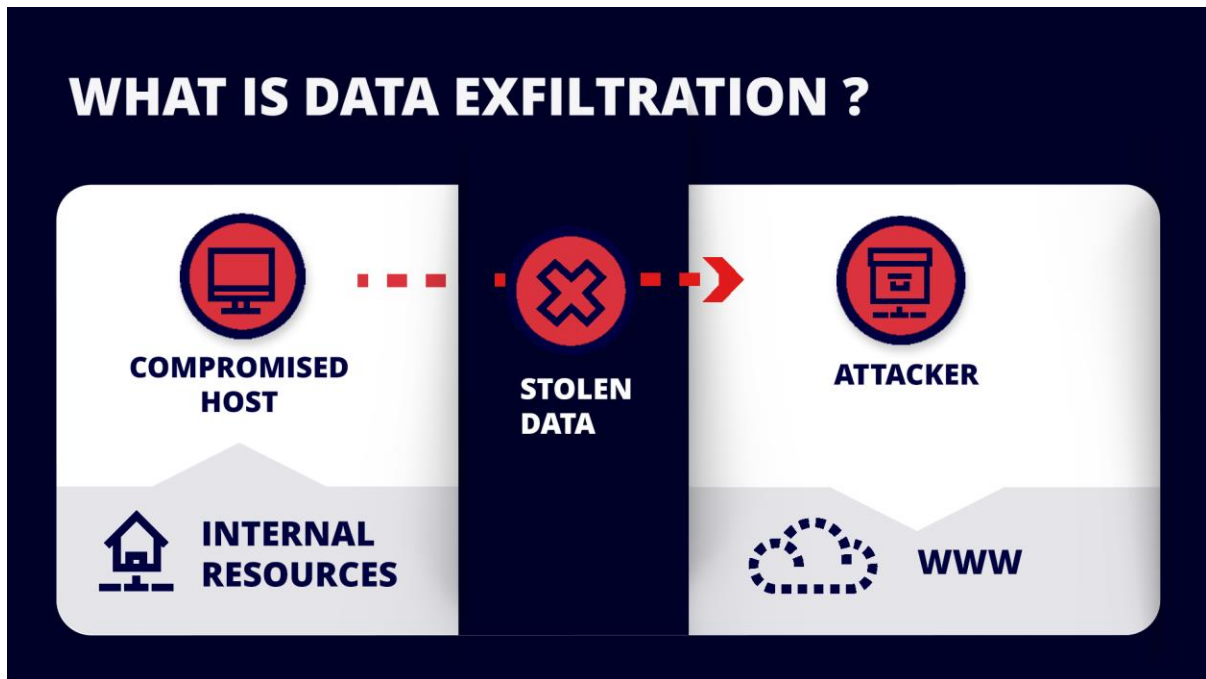 WHAT IS DATA EXFILTRATION ?
COMPROMISED
HOST
STOLEN
DATA
ATTACKER
INTERNAL
RESOURCES
WWW